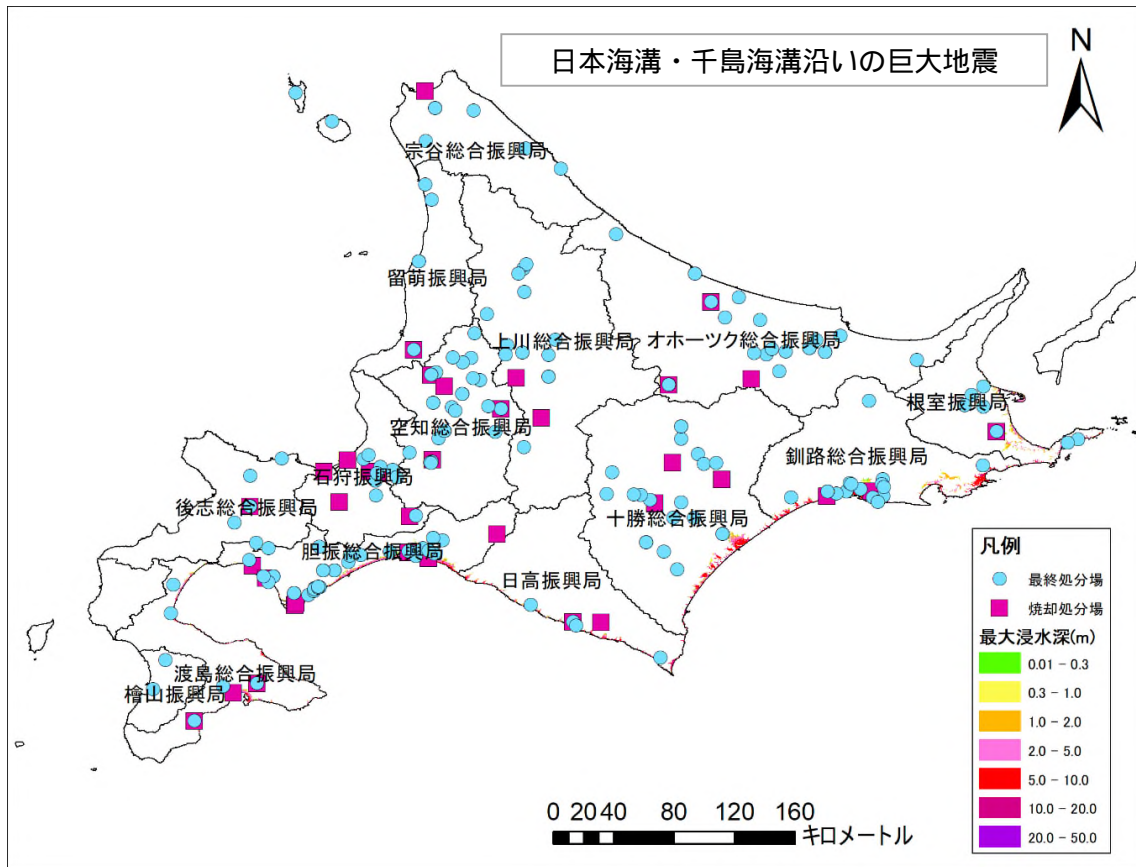 日本海溝・千島海溝沿いの巨大地震
N
宗谷総合振興局
留萌振興局
上川総合振興局
オホーツク総合振興局
根室振興局
空知総合振興局
釧路総合振興局
石狩振興局
後志総合振興局
十勝総合振興局
胆振総合振興局
日高振興局
渡島総合振興局
檜山振興局
凡例
最終処分場
焼却処分場
最大浸水深(m)
0.01 - 0.3
0.3 - 1.0
1.0 - 2.0
2.0 - 5.0
5.0 - 10.0
10.0 - 20.0
20.0 - 50.0
0 20 40 80 120 160
キロメートル